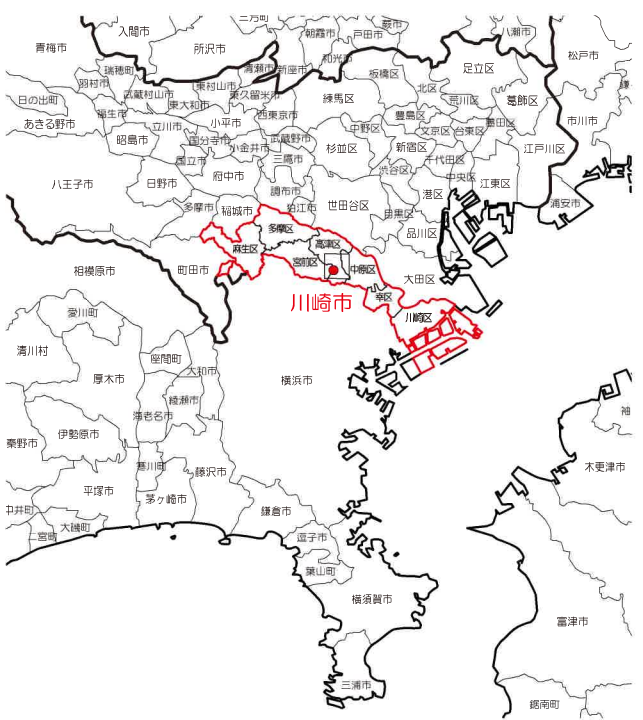 三芳町
鼓市
入間市
所沢市
朝霞市
戸田市
八潮市
青梅市
和光市
松戸市
瑞穂町
清瀬市
新座市
板橋区
足立区
羽村市
東村山市
北区
日の出町
武蔵村山市
東久留米市
練馬区
荒川区
葛飾区
東大和市
福生市
小平市
西東京市
豊島区
あきる野市
立川市
中野区
文京区
台東区
墨田区
市川市
昭島市
国分寺市
武蔵野市
小金井市
杉並区
新宿区
江戸川区
国立市
三鷹市
千代田区
府中市
渋谷区
中央区
八王子市
日野市
調布市
港区
江東区
多摩市
稲城市
狛江市
世田谷区
目黒区
浦安市
多摩区
品川区
麻生区
高津区
相模原市
町田市
宮前区
中原区
大田区
川崎市
幸区
愛川町
川崎区
清川村
座間町
大和市
厚木市
横浜市
綾瀬市
海老名市
袖
伊勢原市
秦野市
寒川町
藤沢市
木更津市
平塚市
茅ヶ崎市
中井町
鎌倉市
大磯町
二宮町
逗子市
葉山町
横須賀市
富津市
三浦市
鋸南町